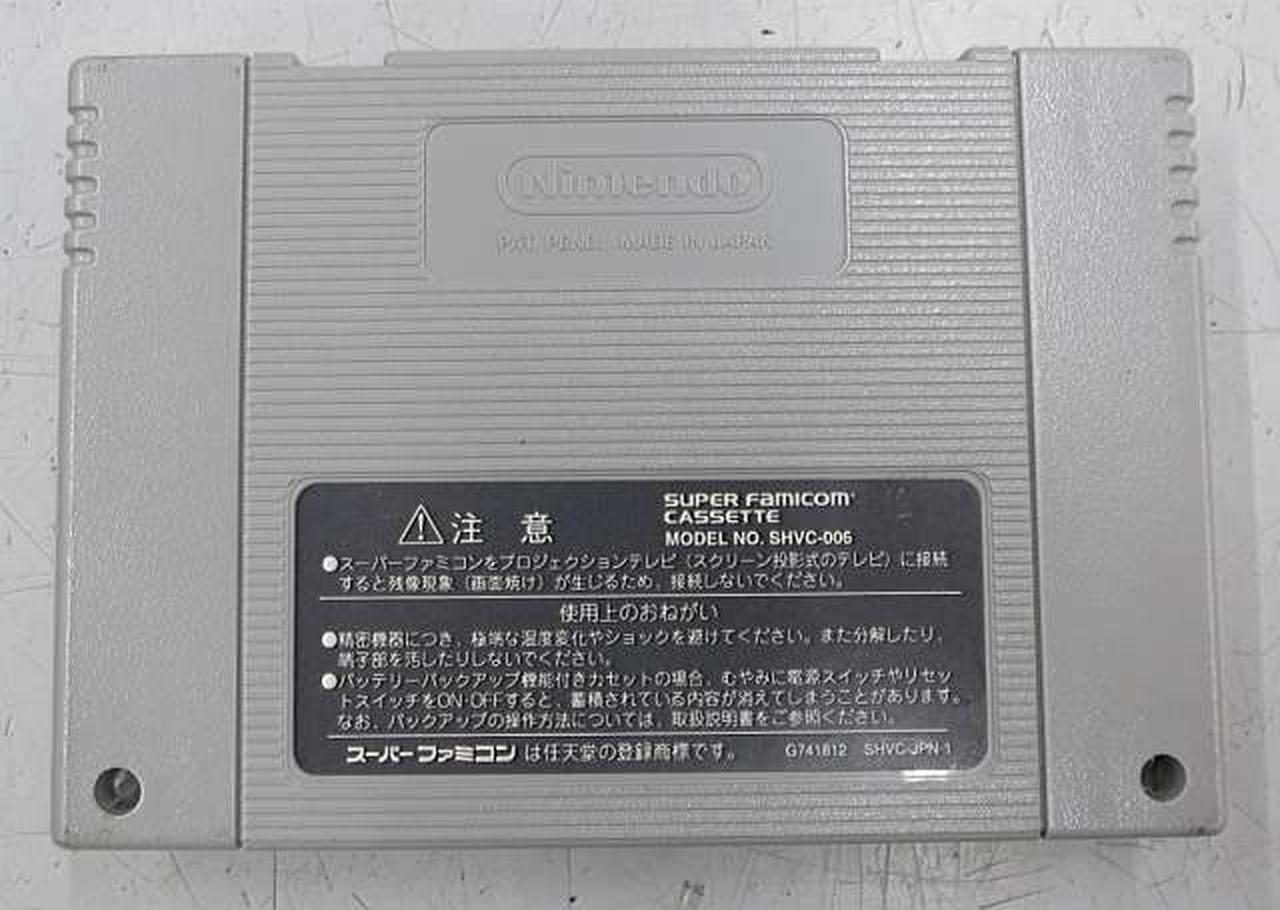 Nintendo
PAT. PEND. MADE IN JAPAN
注 意
SUPER FAMICOM
CASSETTE
MODEL NO. SHVC-006
●スーパーファミコンをプロジェクションテレビ（スクリーン投影式のテレビ）に接続
すると残像現象（画面焼け）が生じるため、接続しないでください。
使用上のおねがい
●精密機器につき、極端な温度変化やショックを避けてください。また分解したり、
端子部を汚したりしないでください。
●バッテリーバックアップ機能付きカセットの場合、むやみに電源スイッチやリセッ
トスイッチをON・OFFすると、蓄積されている内容が消えてしまうことがあります。
なお、バックアップの操作方法については、取扱説明書をご参照ください。
スーパーファミコン は任天堂の登録商標です。 G741812 SHVC-JPN-1